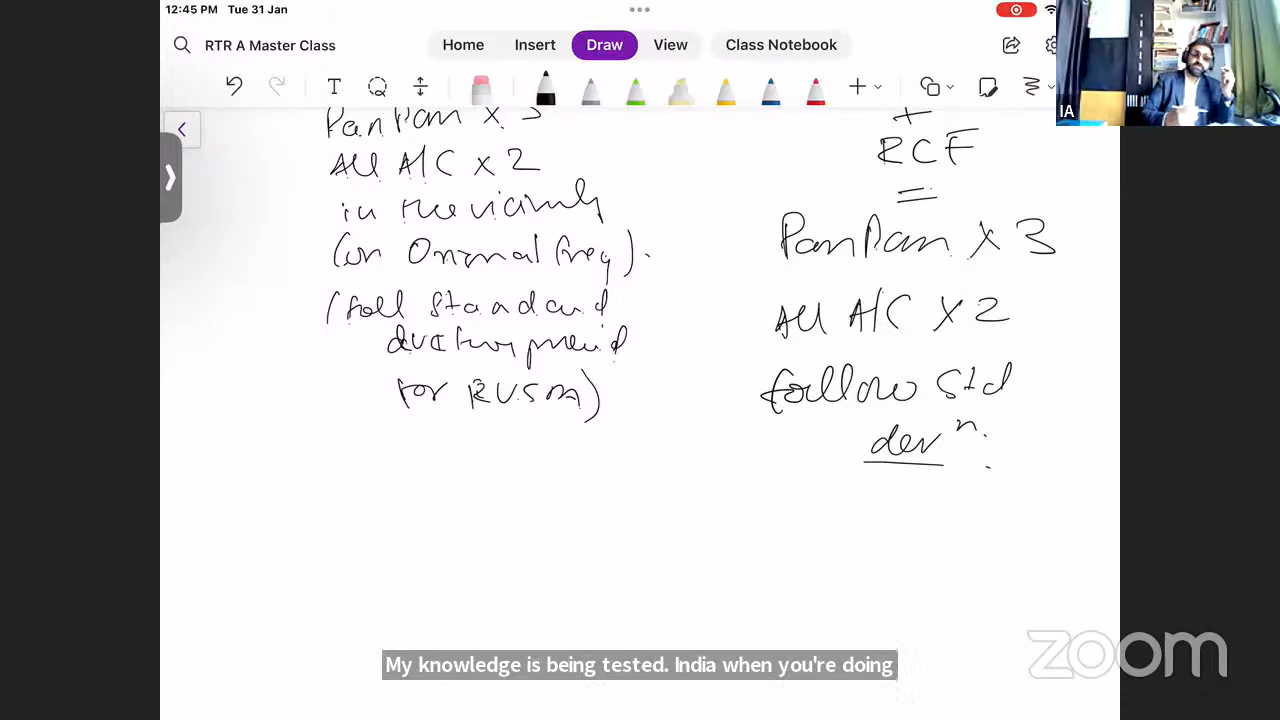 12:45 PM Tue 31 Jan
RTR A Master Class
Home Insert Draw View Class Notebook
T
IA
Pan Pan x 3
All A/C x 2
in the vicinity
(on Original freq).
(foll Standard
for RVSM)
+
RCF
=
Pan Pan x 3
All A/C x 2
follow Std
devn.
My knowledge is being tested. India when you're doing
zoom